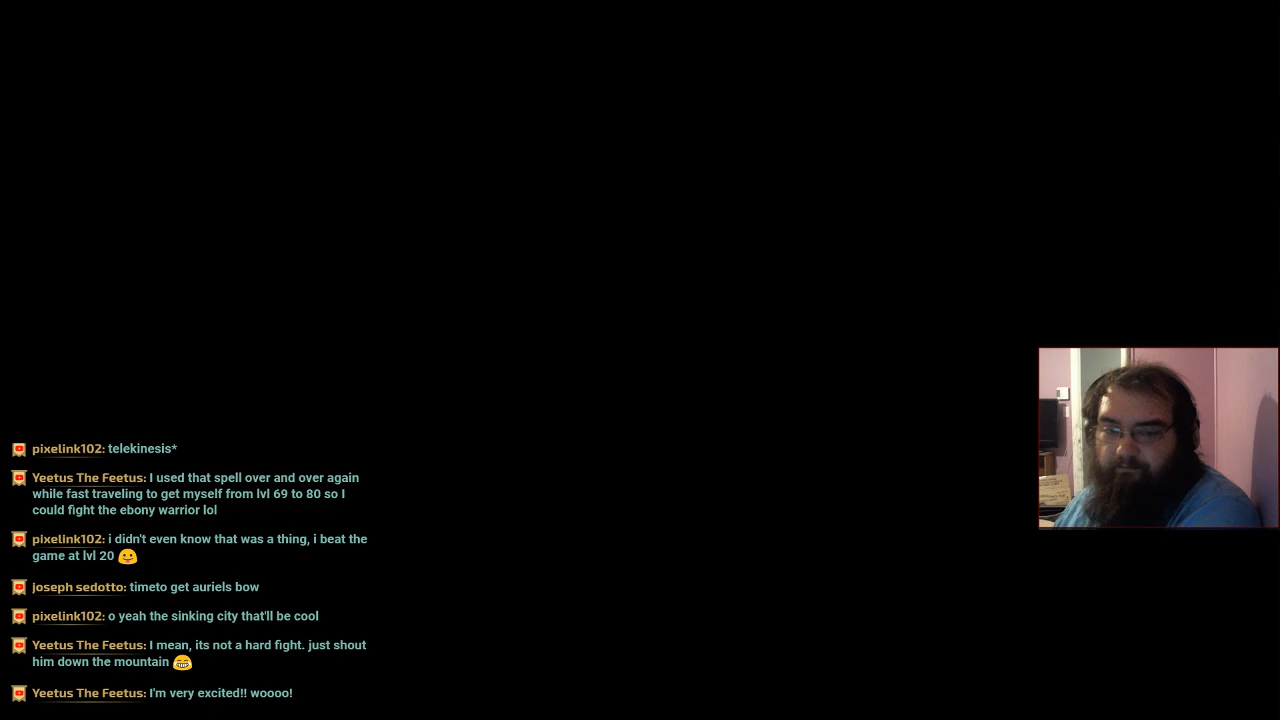 pixelink102: telekinesis*
Yeetus The Feetus: I used that spell over and over again
while fast traveling to get myself from lvl 69 to 80 so I
could fight the ebony warrior lol
pixelink102: i didn't even know that was a thing, i beat the
game at lvl 20 😛
joseph sedotto: timeto get auriels bow
pixelink102: o yeah the sinking city that'll be cool
Yeetus The Feetus: I mean, its not a hard fight. just shout
him down the mountain 😂
Yeetus The Feetus: I'm very excited!! woooo!